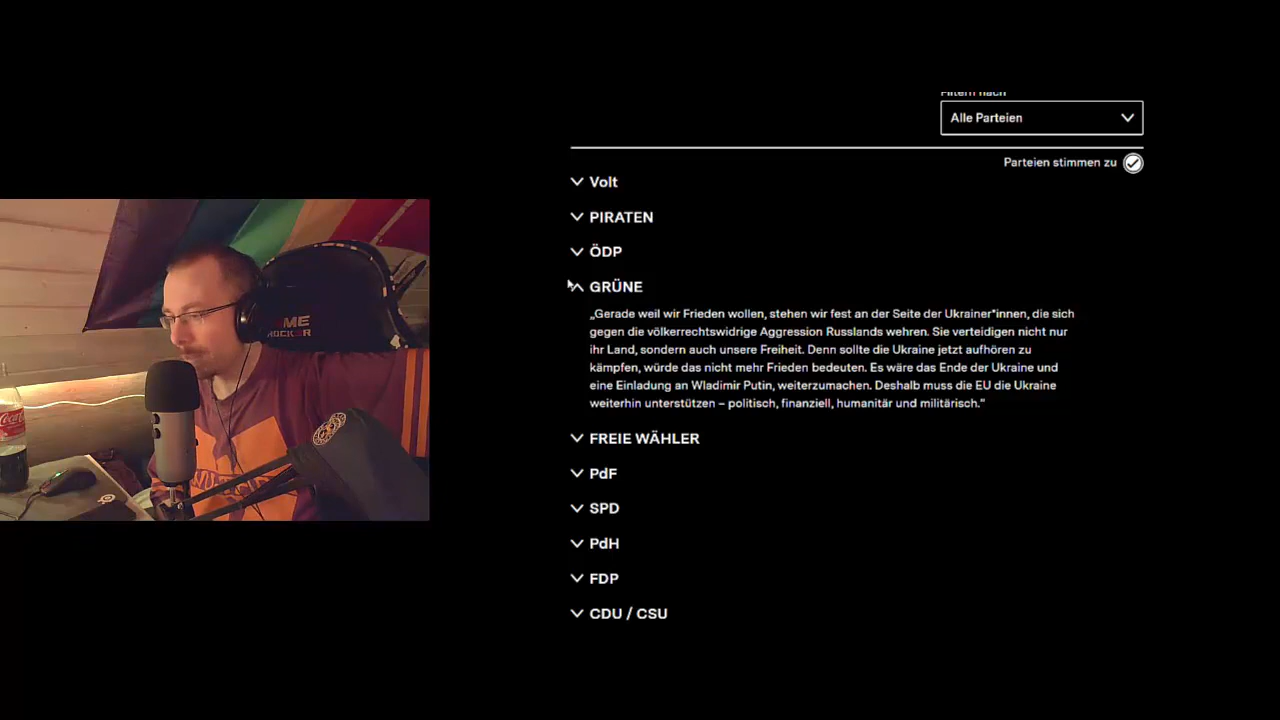 Filtern nach
Alle Parteien
Parteien stimmen zu
Volt
PIRATEN
ÖDP
GRÜNE
„Gerade weil wir Frieden wollen, stehen wir fest an der Seite der Ukrainer*innen, die sich
gegen die völkerrechtswidrige Aggression Russlands wehren. Sie verteidigen nicht nur
ihr Land, sondern auch unsere Freiheit. Denn sollte die Ukraine jetzt aufhören zu
kämpfen, würde das nicht mehr Frieden bedeuten. Es wäre das Ende der Ukraine und
eine Einladung an Wladimir Putin, weiterzumachen. Deshalb muss die EU die Ukraine
weiterhin unterstützen – politisch, finanziell, humanitär und militärisch.“
FREIE WÄHLER
PdF
SPD
PdH
FDP
CDU / CSU